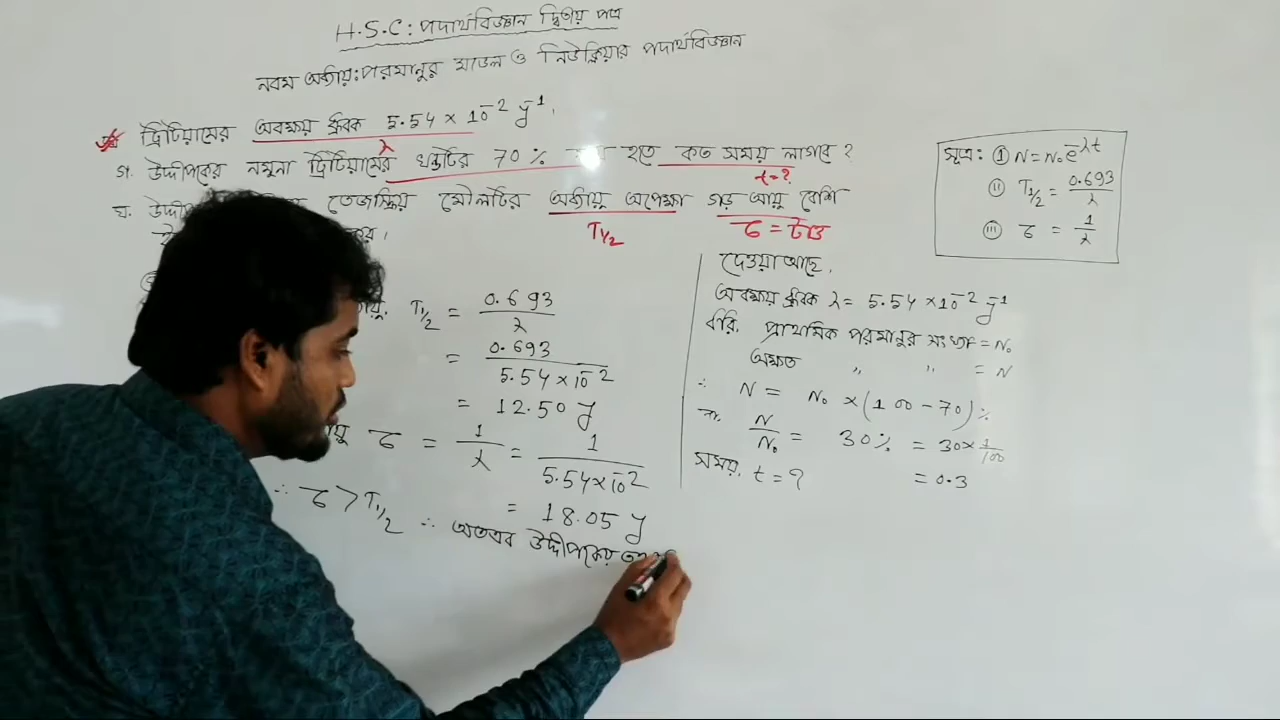 H.S.C: পদার্থবিজ্ঞান দ্বিতীয় পত্র
নবম অধ্যায়: পরমানুর মডেল ও নিউক্লিয়ার পদার্থবিজ্ঞান
ট্রিটিয়ামের অবক্ষয় ধ্রুবক 5.54 × 10⁻² y⁻¹,
λ
গ. উদ্দীপকের নমুনা ট্রিটিয়ামের খন্ডটির 70% হতে কত সময় লাগবে ?
t = ?
ঘ. তেজস্ক্রিয় মৌলটির অর্ধায়ু অপেক্ষা গড় আয়ু বেশি
T½ τ = টাও
সূত্র: (i) N = N₀e^-λt
(ii) T½ = 0.693/λ
(iii) τ = 1/λ
T½ = 0.693/λ
= 0.693/5.54×10⁻²
= 12.50 y
τ = 1/λ = 1/5.54×10⁻²
= 18.05 y
∴ τ > T½ ∴ অতএব উদ্দীপকের
দেওয়া আছে,
অবক্ষয় ধ্রুবক λ = 5.54 × 10⁻² y⁻¹
ধরি, প্রাথমিক পরমানুর সংখ্যা = N₀
অক্ষত " " = N
∴ N = N₀ × (100 - 70)%
বা, N/N₀ = 30% = 30 × 1/100
= 0.3
সময়, t = ?